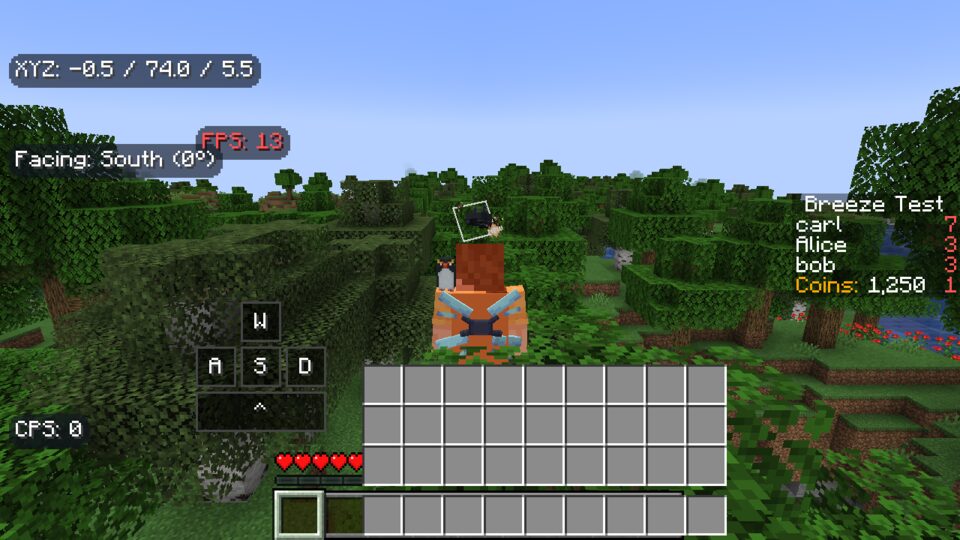 XYZ: -0.5 / 74.0 / 5.5
FPS: 13
Facing: South (0°)
Breeze Test
carl 7
Alice 3
bob 3
Coins: 1,250 1
W
A S D
^
CPS: 0